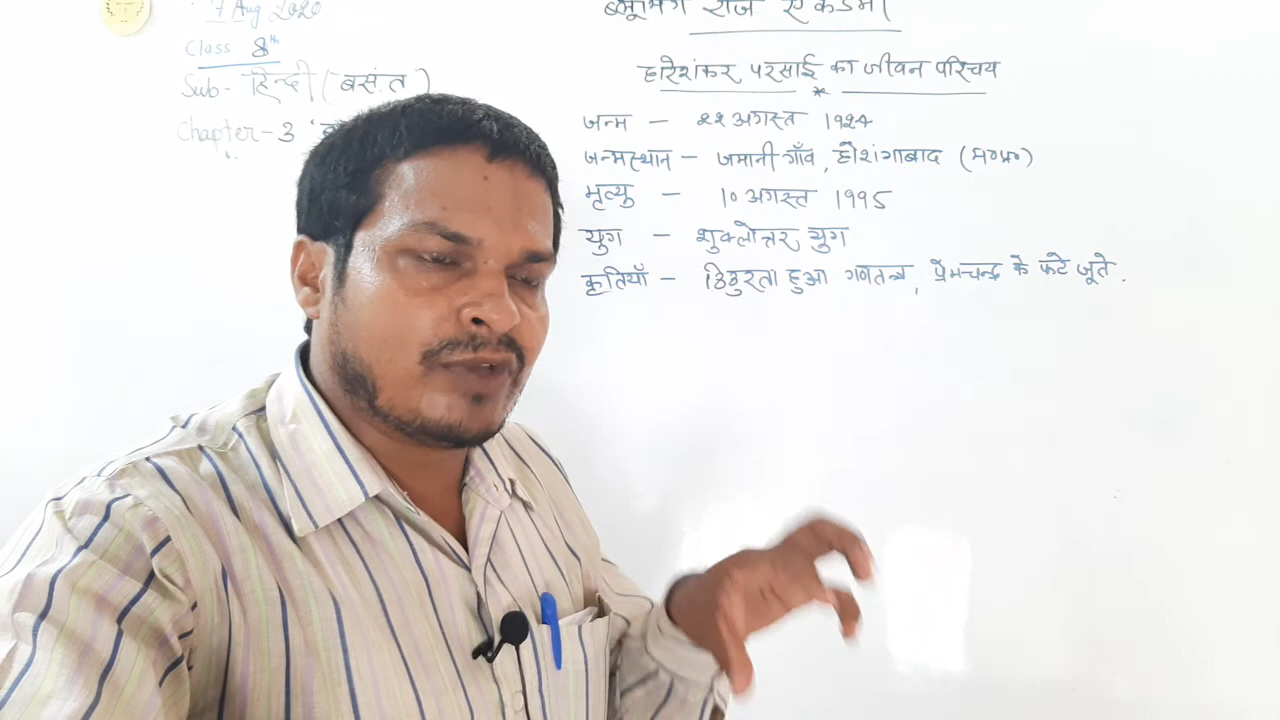 7 Aug 2020
Class 8th
Sub- हिन्दी (बसंत)
Chapter-3
हरिशंकर परसाई का जीवन परिचय
जन्म - 22 अगस्त 1924
जन्मस्थान - जमानी गाँव, होशंगाबाद (म०प्र०)
मृत्यु - 10 अगस्त 1995
युग - शुक्लोत्तर युग
कृतियाँ - ठिठुरता हुआ गणतन्त्र, प्रेमचन्द्र के फटे जूते.